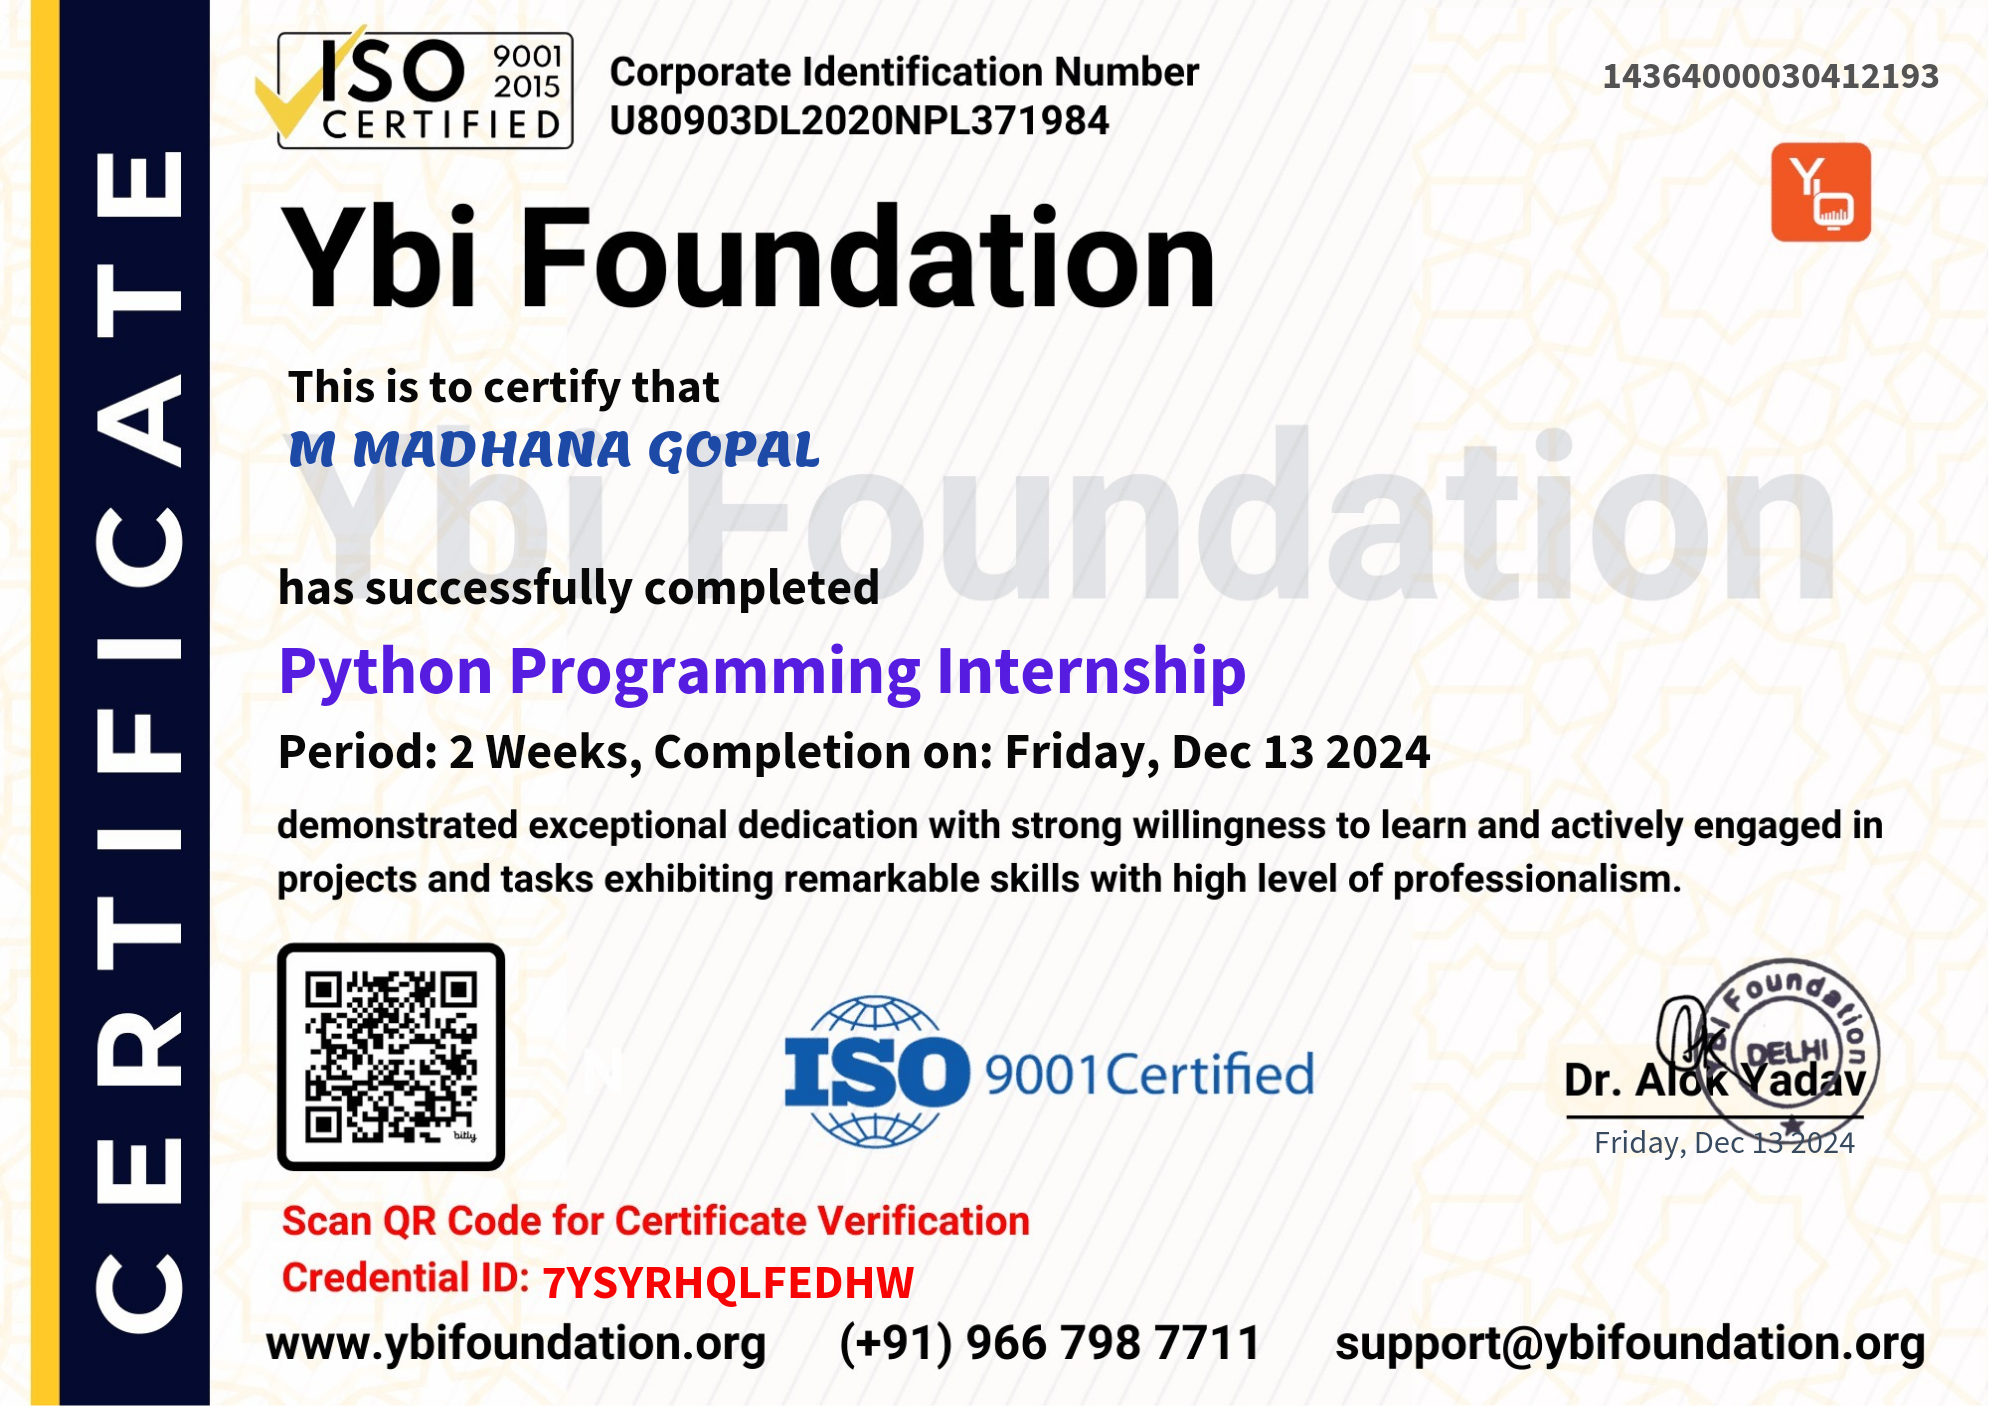 ISO 9001
2015
CERTIFIED
Corporate Identification Number
U80903DL2020NPL371984
14364000030412193
Yb
Ybi Foundation
This is to certify that
M MADHANA GOPAL
Ybi Foundation
has successfully completed
Python Programming Internship
Period: 2 Weeks, Completion on: Friday, Dec 13 2024
demonstrated exceptional dedication with strong willingness to learn and actively engaged in
projects and tasks exhibiting remarkable skills with high level of professionalism.
bitly
ISO 9001Certified
Ybi Foundation
DELHI
Dr. Alok Yadav
Friday, Dec 13 2024
Scan QR Code for Certificate Verification
Credential ID: 7YSYRHQLFEDHW
www.ybifoundation.org (+91) 966 798 7711 support@ybifoundation.org
CERTIFICATE